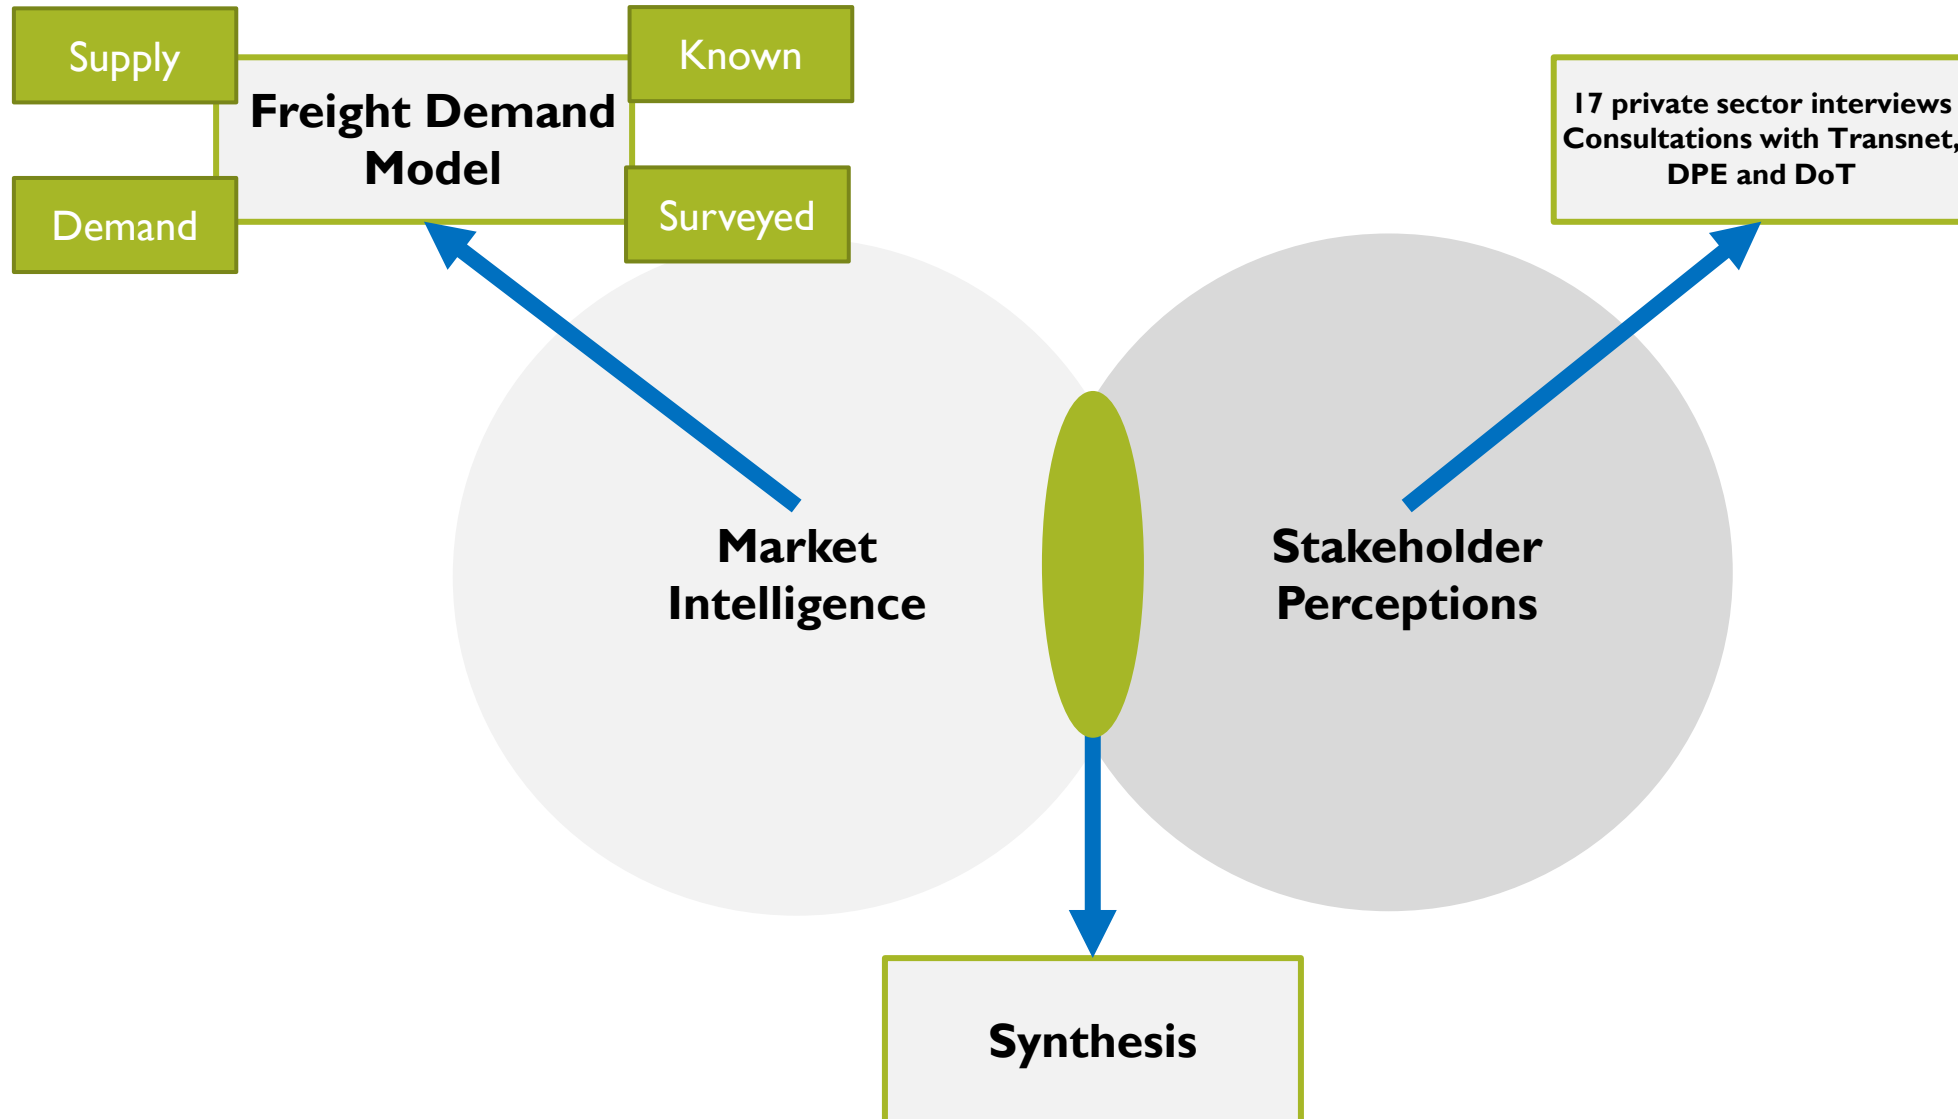 Supply
Known
Freight Demand
Model
Demand
Surveyed
17 private sector interviews
Consultations with Transnet,
DPE and DoT
Market
Intelligence
Stakeholder
Perceptions
Synthesis